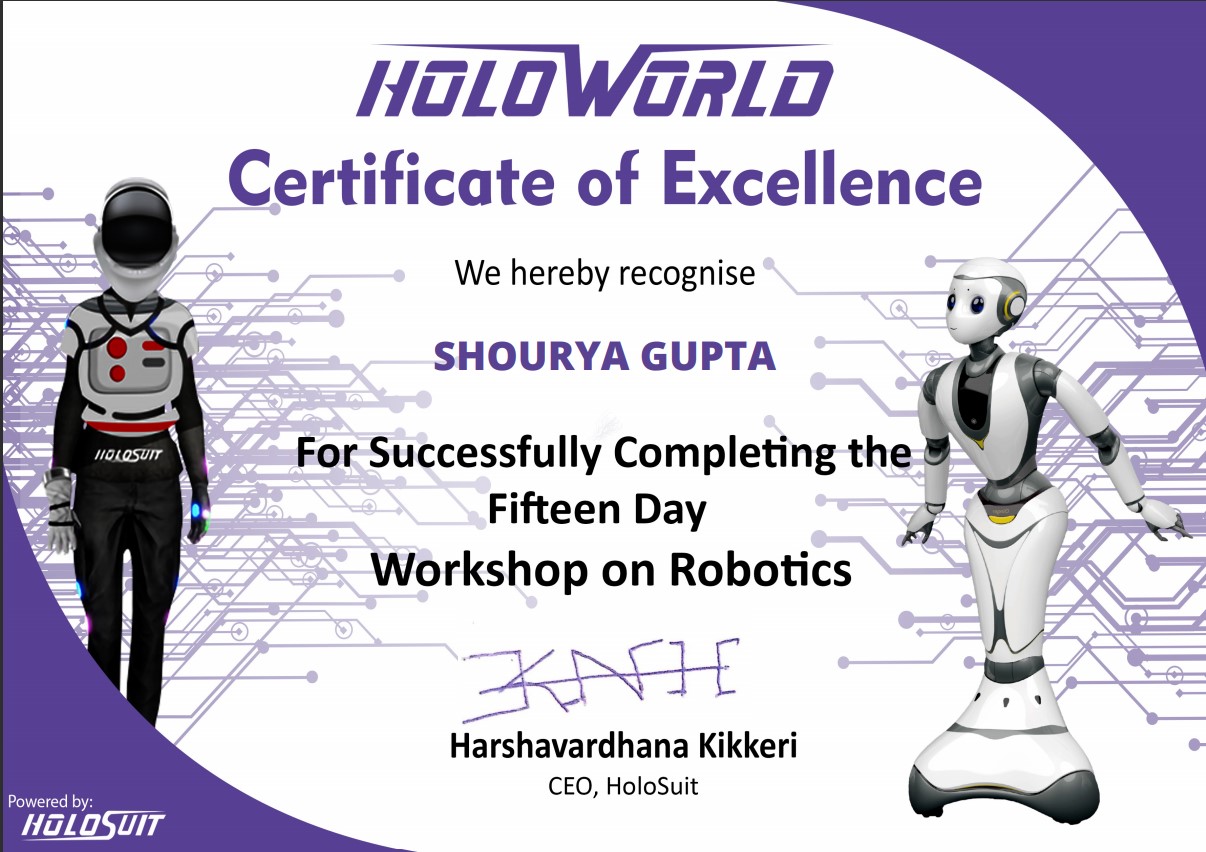 HOLOWORLD
Certificate of Excellence
We hereby recognise
SHOURYA GUPTA
For Successfully Completing the
Fifteen Day
Workshop on Robotics
HOLOSUIT
Harshavardhana Kikkeri
CEO, HoloSuit
Powered by:
HOLOSUIT